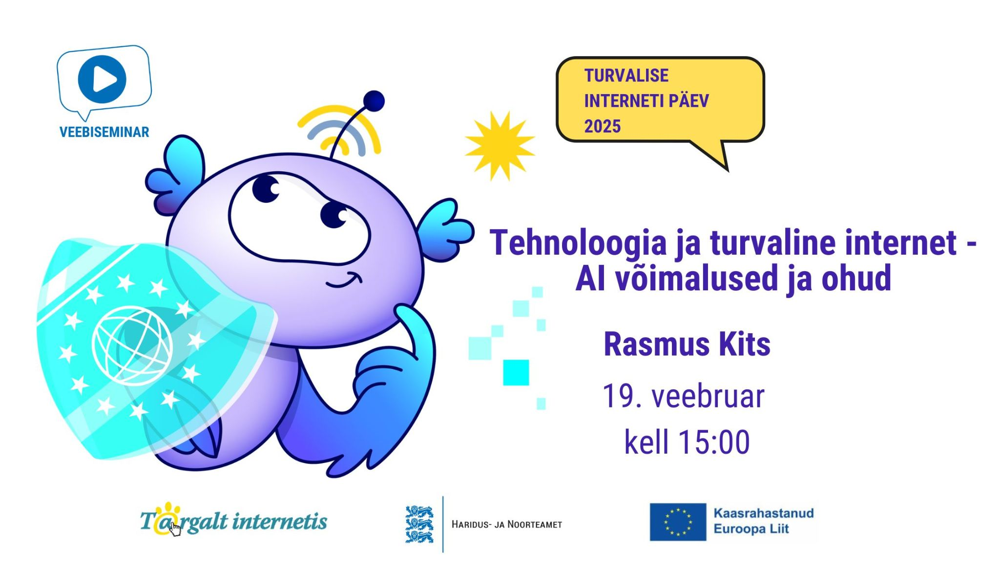 VEEBISEMINAR
TURVALISE
INTERNETI PÄEV
2025
Tehnoloogia ja turvaline internet -
AI võimalused ja ohud
Rasmus Kits
19. veebruar
kell 15:00
T@rgalt internetis
HARIDUS- JA NOORTEAMET
Kaasrahastanud
Euroopa Liit